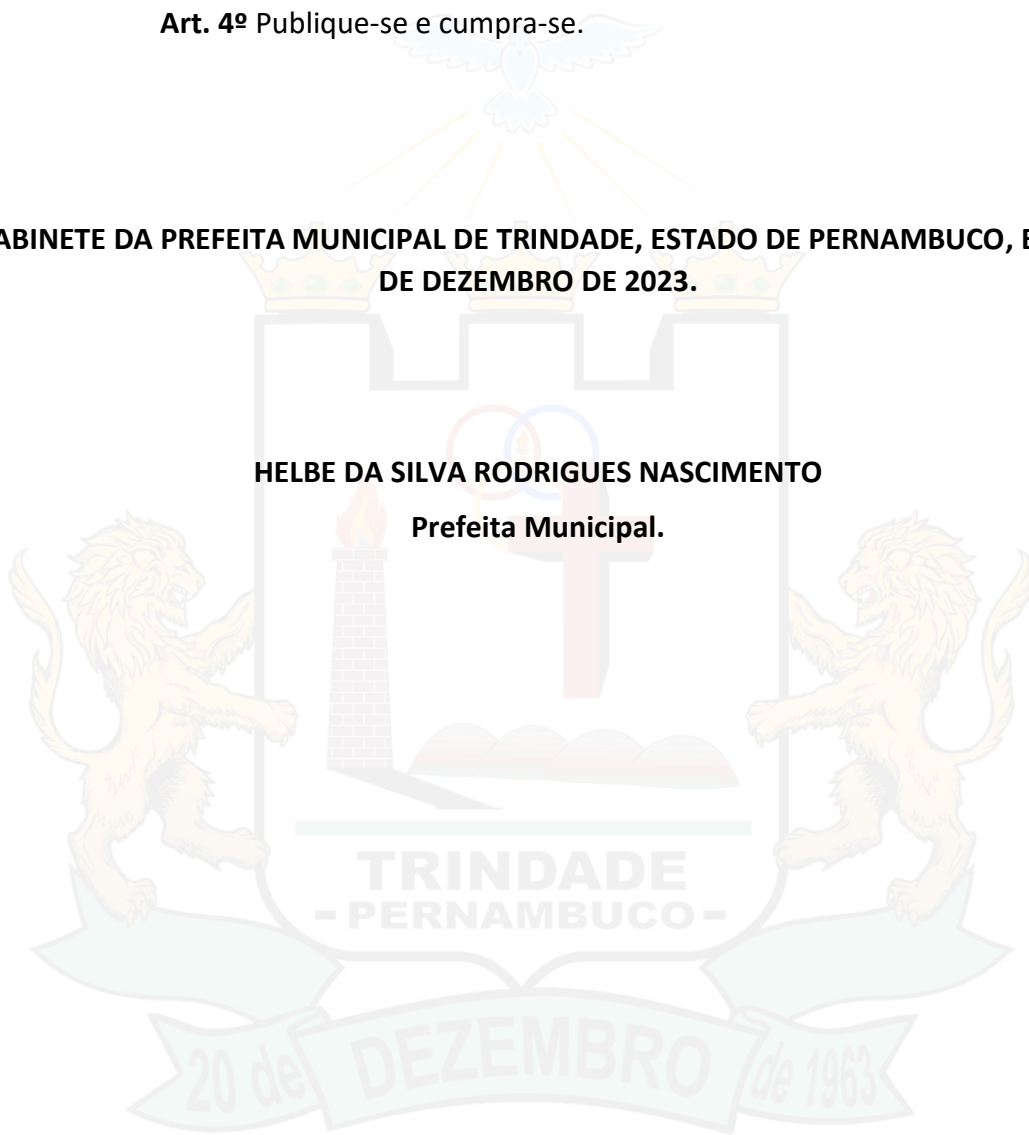 Art. 4º Publique-se e cumpra-se.
ABINETE DA PREFEITA MUNICIPAL DE TRINDADE, ESTADO DE PERNAMBUCO, E
DE DEZEMBRO DE 2023.
HELBE DA SILVA RODRIGUES NASCIMENTO
Prefeita Municipal.
TRINDADE
- PERNAMBUCO -
20 de DEZEMBRO de 1963